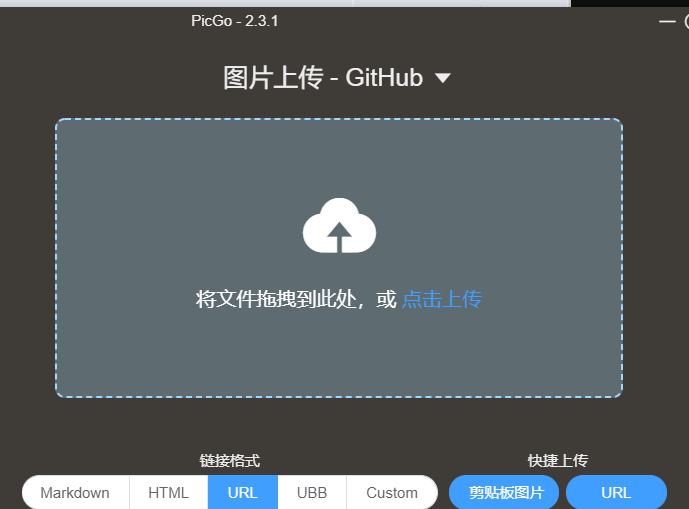 PicGo - 2.3.1
图片上传 - GitHub
将文件拖拽到此处，或 点击上传
链接格式
快捷上传
Markdown HTML URL UBB Custom 剪贴板图片 URL